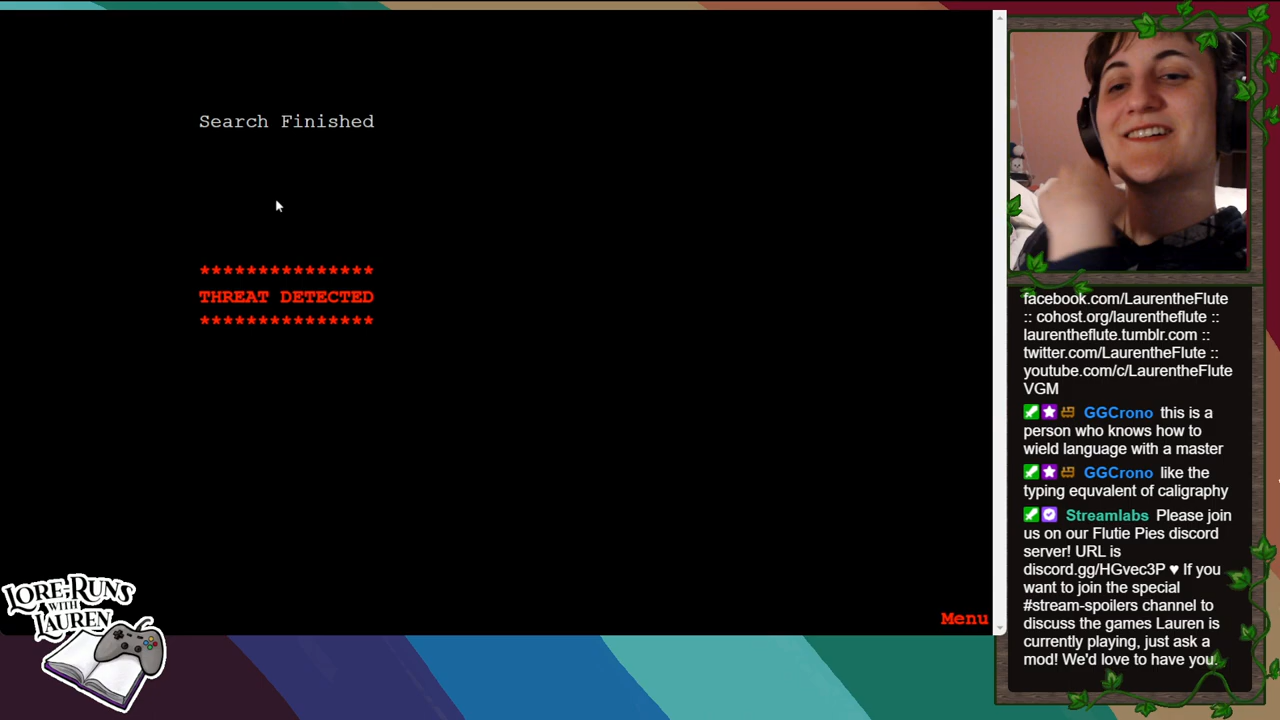 Search Finished
***************
THREAT DETECTED
***************
Menu
LORE-RUNS
WITH
LAUREN
facebook.com/LaurentheFlute
:: cohost.org/laurentheflute ::
laurentheflute.tumblr.com ::
twitter.com/LaurentheFlute ::
youtube.com/c/LaurentheFlute
VGM
GGCrono this is a
person who knows how to
wield language with a master
GGCrono like the
typing equvalent of caligraphy
Streamlabs Please join
us on our Flutie Pies discord
server! URL is
discord.gg/HGvec3P ♥ If you
want to join the special
#stream-spoilers channel to
discuss the games Lauren is
currently playing, just ask a
mod! We'd love to have you.